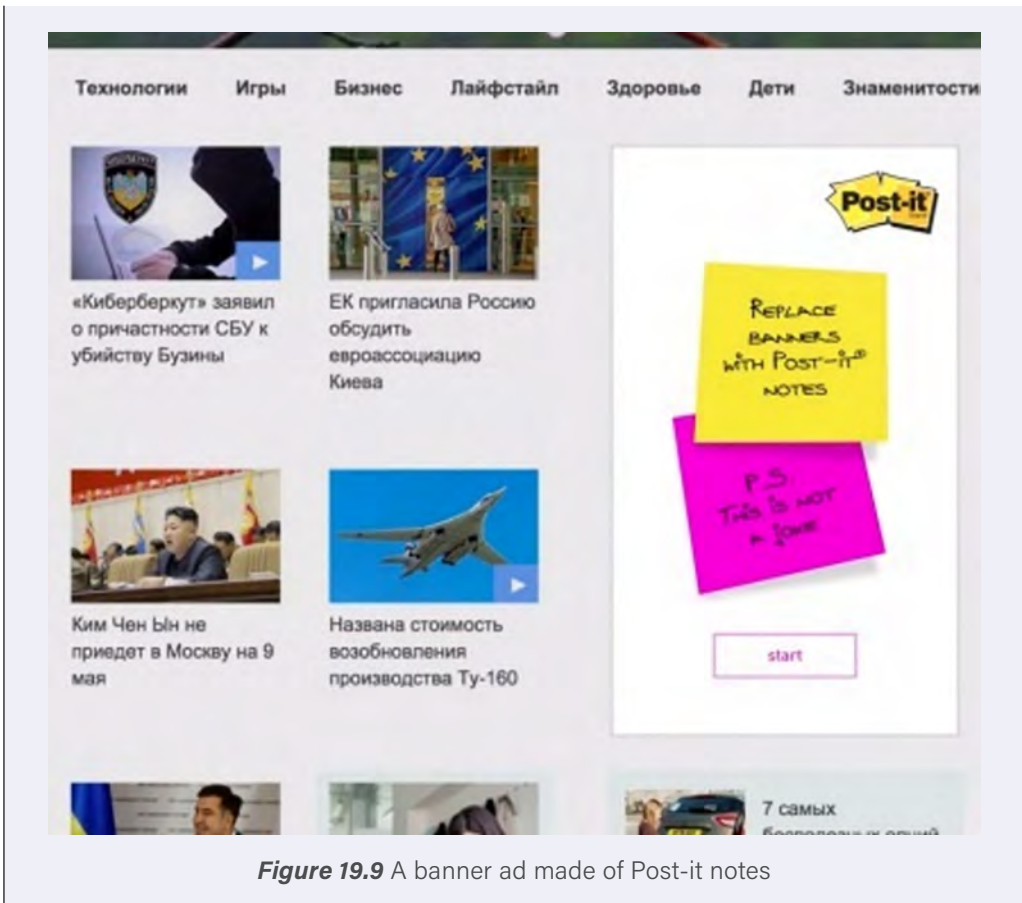 Технологии Игры Бизнес Лайфстайл Здоровье Дети Знаменитости
«Киберберкут» заявил
о причастности СБУ к
убийству Бузины
ЕК пригласила Россию
обсудить
евроассоциацию
Киева
Post-it
REPLACE
BANNERS
WITH POST-IT®
NOTES
P.S.
THIS IS NOT
A JOKE
start
Ким Чен Ын не
приедет в Москву на 9
мая
Названа стоимость
возобновления
производства Ту-160
7 самых
бесполезных опций
Figure 19.9 A banner ad made of Post-it notes